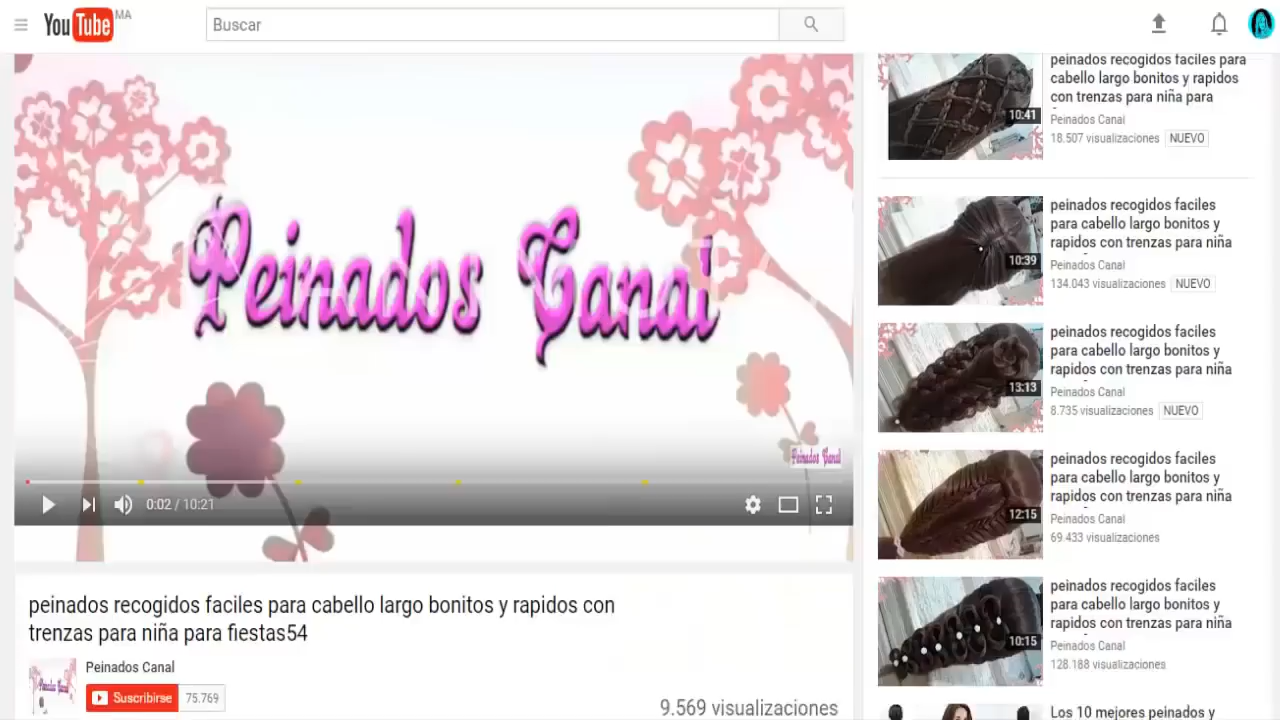 YouTube MA
Buscar
Peinados Canal
Peinados Canal
0:02 / 10:21
peinados recogidos faciles para cabello largo bonitos y rapidos con
trenzas para niña para fiestas54
Peinados Canal
Peinados Canal
Suscribirse 75.769
9.569 visualizaciones
10:41
peinados recogidos faciles para
cabello largo bonitos y rapidos
con trenzas para niña para
Peinados Canal
18.507 visualizaciones NUEVO
10:39
peinados recogidos faciles
para cabello largo bonitos y
rapidos con trenzas para niña
Peinados Canal
134.043 visualizaciones NUEVO
13:13
peinados recogidos faciles
para cabello largo bonitos y
rapidos con trenzas para niña
Peinados Canal
8.735 visualizaciones NUEVO
12:15
peinados recogidos faciles
para cabello largo bonitos y
rapidos con trenzas para niña
Peinados Canal
69.433 visualizaciones
10:15
peinados recogidos faciles
para cabello largo bonitos y
rapidos con trenzas para niña
Peinados Canal
128.188 visualizaciones
Los 10 mejores peinados y